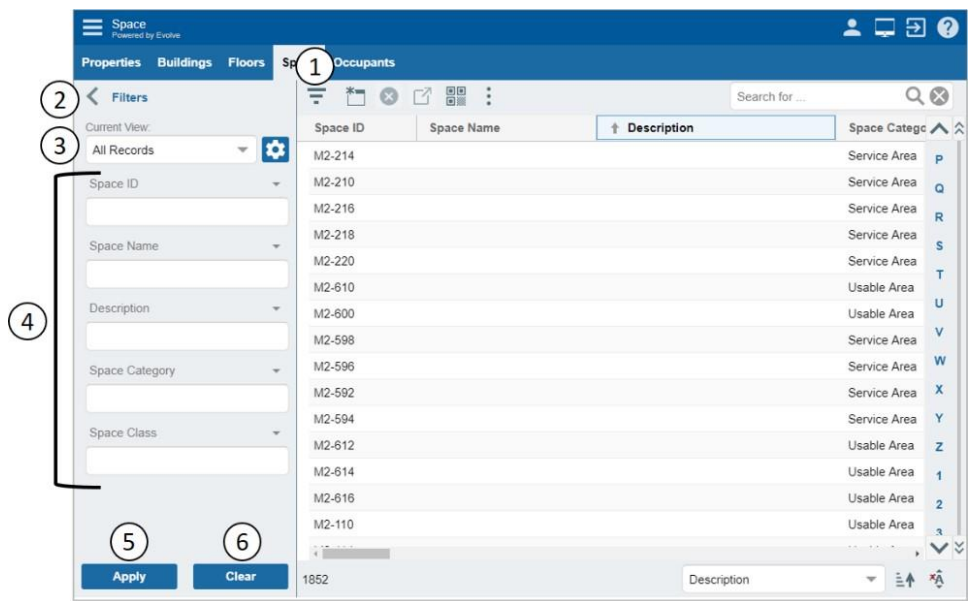 Space
Powered by Evolve
Properties Buildings Floors Sp 1 Occupants
2 Filters
Search for ...
Current View:
3 All Records
Space ID Space Name Description Space Catego
M2-214 Service Area
M2-210 Service Area
M2-216 Service Area
M2-218 Service Area
M2-220 Service Area
M2-610 Usable Area
M2-600 Usable Area
M2-598 Service Area
M2-596 Service Area
M2-592 Service Area
M2-594 Service Area
M2-612 Usable Area
M2-614 Usable Area
M2-616 Usable Area
M2-110 Usable Area
P
Q
R
S
T
U
V
W
X
Y
Z
1
2
3
4
Space ID
Space Name
Description
Space Category
Space Class
5 6
Apply Clear
1852 Description